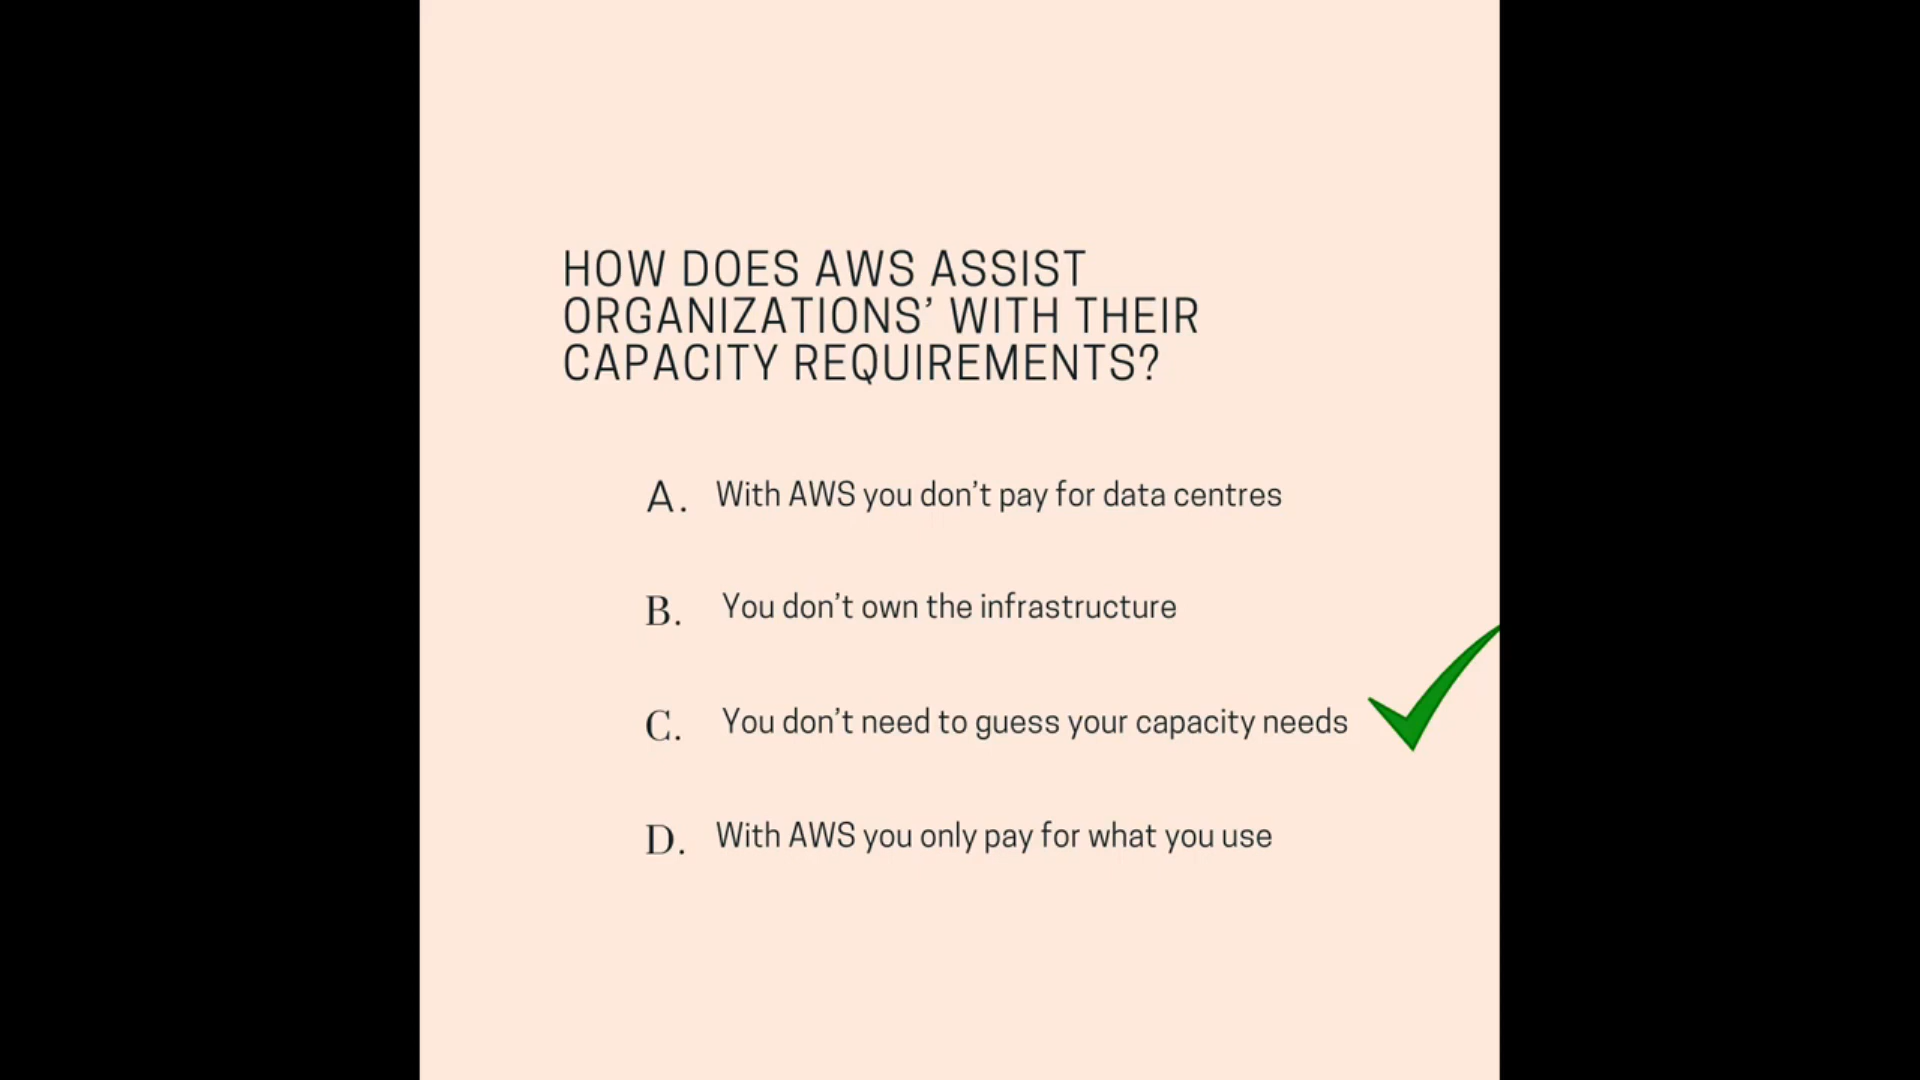 HOW DOES AWS ASSIST
ORGANIZATIONS’ WITH THEIR
CAPACITY REQUIREMENTS?
A. With AWS you don’t pay for data centres
B. You don’t own the infrastructure
C. You don’t need to guess your capacity needs
D. With AWS you only pay for what you use